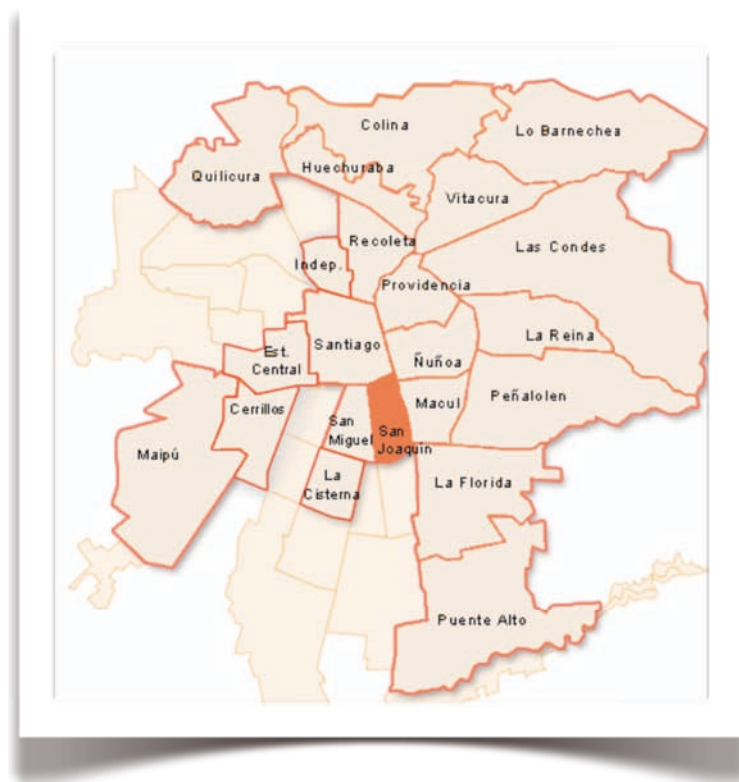 Colina
Lo Barnechea
Quilicura
Huechuraba
Vitacura
Recoleta
Las Condes
Indep.
Providencia
Santiago
La Reina
Est.
Central
Ñuñoa
Cerrillos
San
Miguel
San
Joaquín
Macul
Peñalolen
Maipú
La
Cisterna
La Florida
Puente Alto